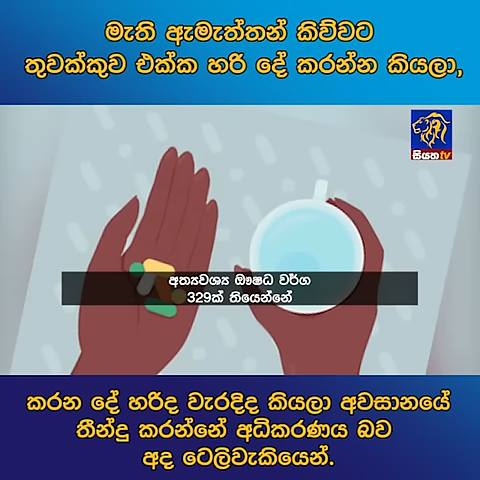 මැති ඇමැත්තන් කිව්වට
තුවක්කුව එක්ක හරි දේ කරන්න කියලා,
සියත tv
අත්‍යවශ්‍ය ඖෂධ වර්ග
329ක් තියෙන්නේ
කරන දේ හරිද වැරදිද කියලා අවසානයේ
තීන්දු කරන්නේ අධිකරණය බව
අද ටෙලිවැකියෙන්.